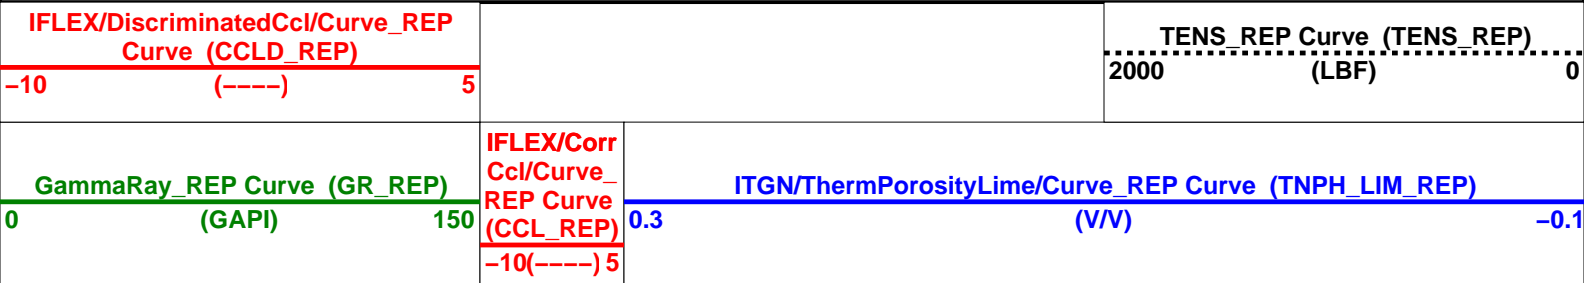 IFLEX/DiscriminatedCcl/Curve_REP
Curve (CCLD_REP)
−10 (−−−−) 5
TENS_REP Curve (TENS_REP)
2000 (LBF) 0
GammaRay_REP Curve (GR_REP)
0 (GAPI) 150
IFLEX/Corr
Ccl/Curve_
REP Curve
(CCL_REP)
−10(−−−−) 5
ITGN/ThermPorosityLime/Curve_REP Curve (TNPH_LIM_REP)
0.3 (V/V) −0.1